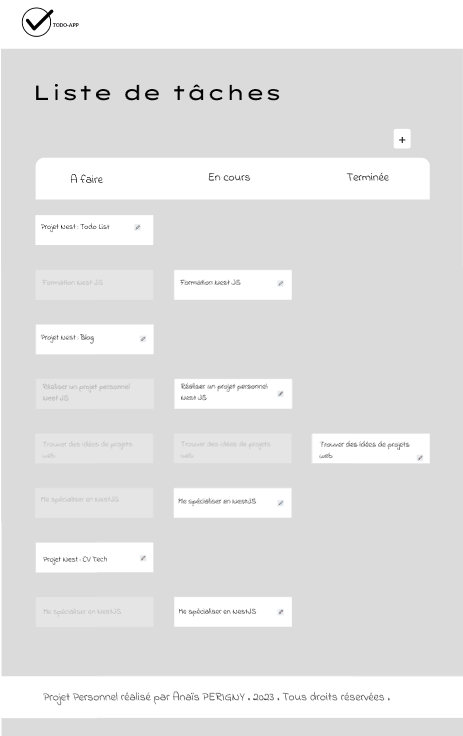 TODO-APP
Liste de tâches
+
A faire En cours Terminée
Projet Nest : Todo List
Formation Nest JS Formation Nest JS
Projet Nest : Blog
Réaliser un projet personnel Réaliser un projet personnel
Nest JS Nest JS
Trouver des idées de projets Trouver des idées de projets Trouver des idées de projets
web web web
Me spécialiser en NestJS Me spécialiser en NestJS
Projet Nest : CV Tech
Me spécialiser en NestJS Me spécialiser en NestJS
Projet Personnel réalisé par Anaïs PERIGNY . 2023 . Tous droits réservées .